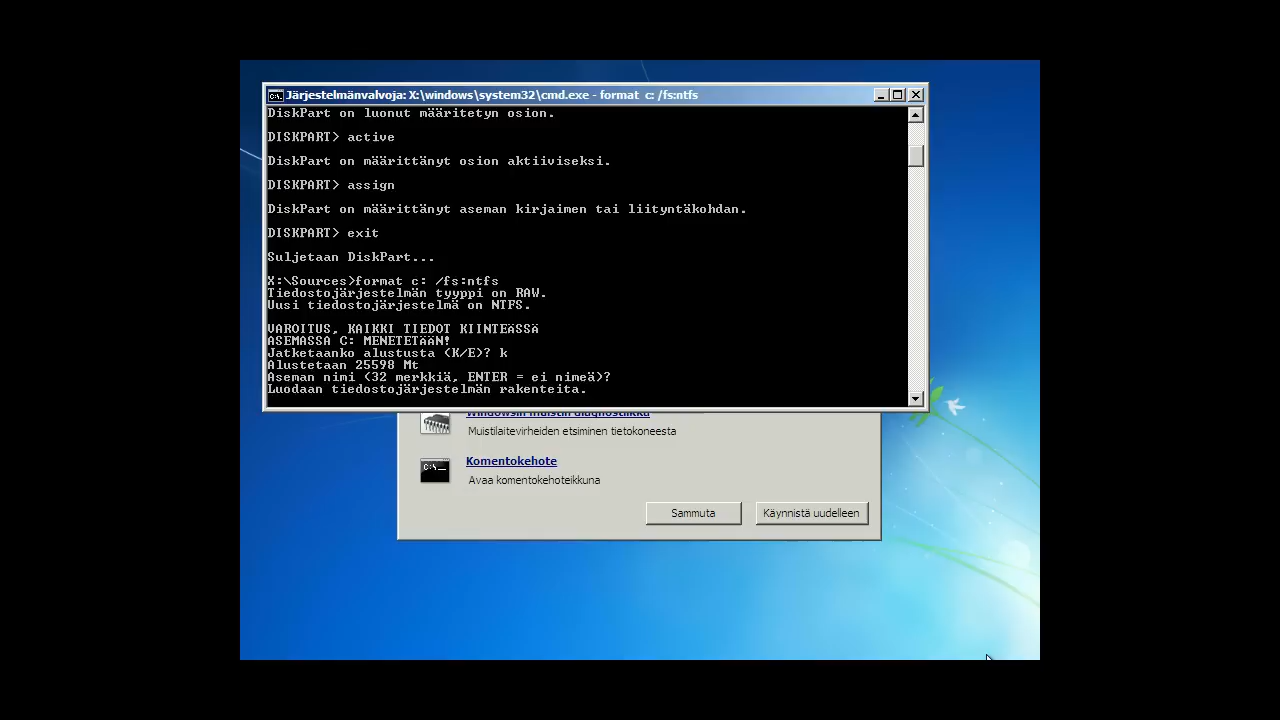 Järjestelmänvalvoja: X:\windows\system32\cmd.exe - format c: /fs:ntfs
DiskPart on luonut määritetyn osion.
DISKPART> active
DiskPart on määrittänyt osion aktiiviseksi.
DISKPART> assign
DiskPart on määrittänyt aseman kirjaimen tai liityntäkohdan.
DISKPART> exit
Suljetaan DiskPart...
X:\Sources>format c: /fs:ntfs
Tiedostojärjestelmän tyyppi on RAW.
Uusi tiedostojärjestelmä on NTFS.
VAROITUS, KAIKKI TIEDOT KIINTEÄSSÄ
ASEMASSA C: MENETETÄÄN!
Jatketaanko alustusta (K/E)? k
Alustetaan 25598 Mt
Aseman nimi (32 merkkiä, ENTER = ei nimeä)?
Luodaan tiedostojärjestelmän rakenteita.
Windowsin muistin diagnostiikka
Muistilaitevirheiden etsiminen tietokoneesta
C:\_
Komentokehote
Avaa komentokehoteikkuna
Sammuta
Käynnistä uudelleen